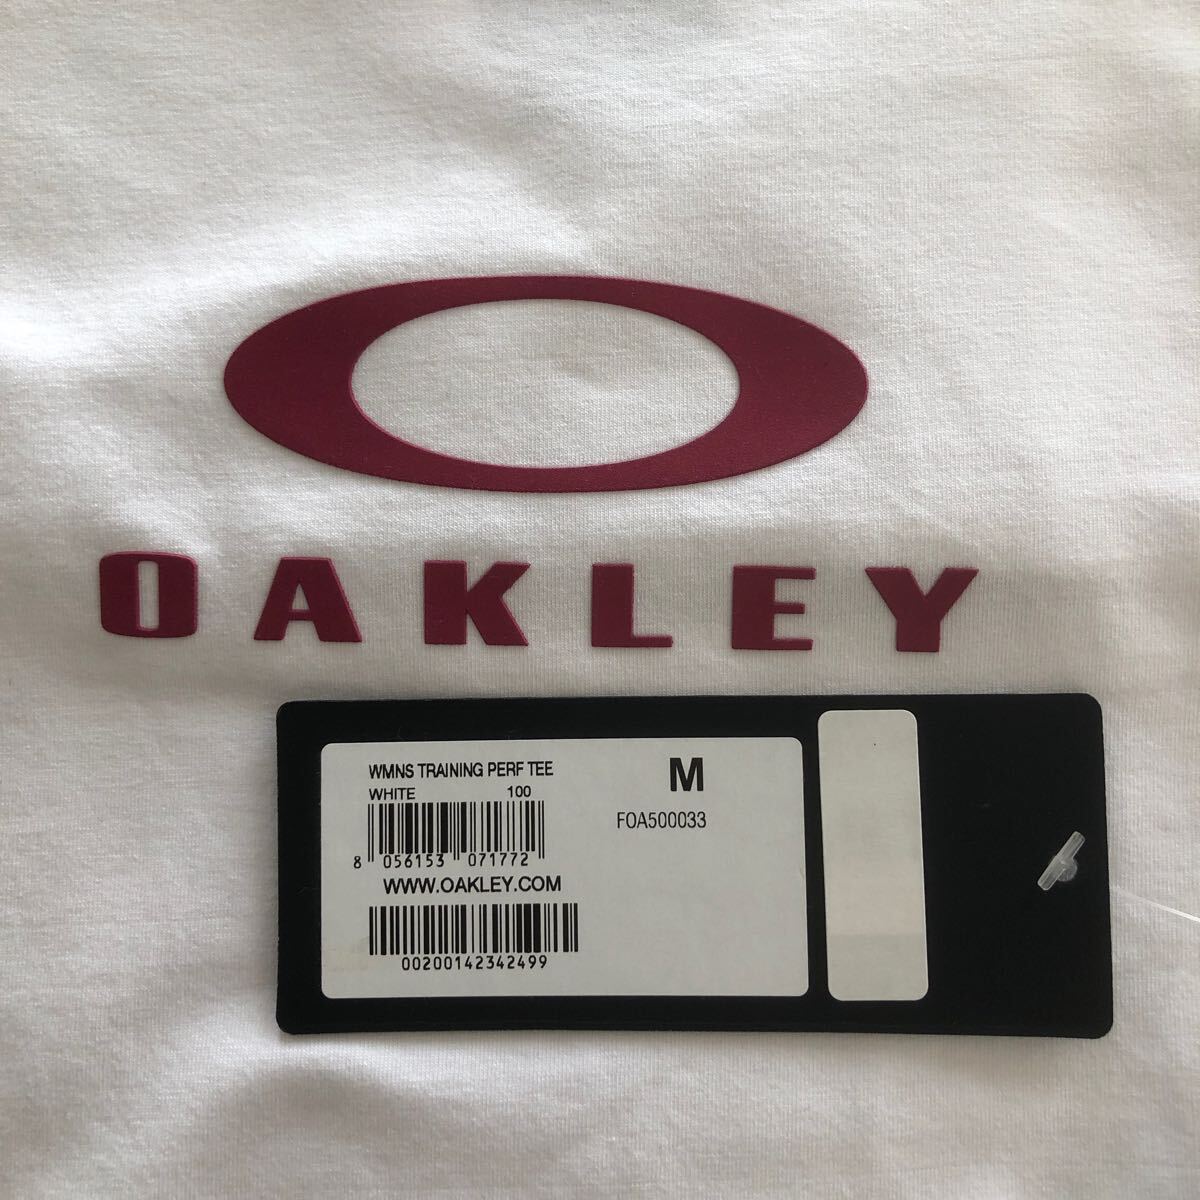 OAKLEY
WMNS TRAINING PERF TEE
WHITE 100
M
FOA500033
8 056153 071772
WWW.OAKLEY.COM
00200142342499